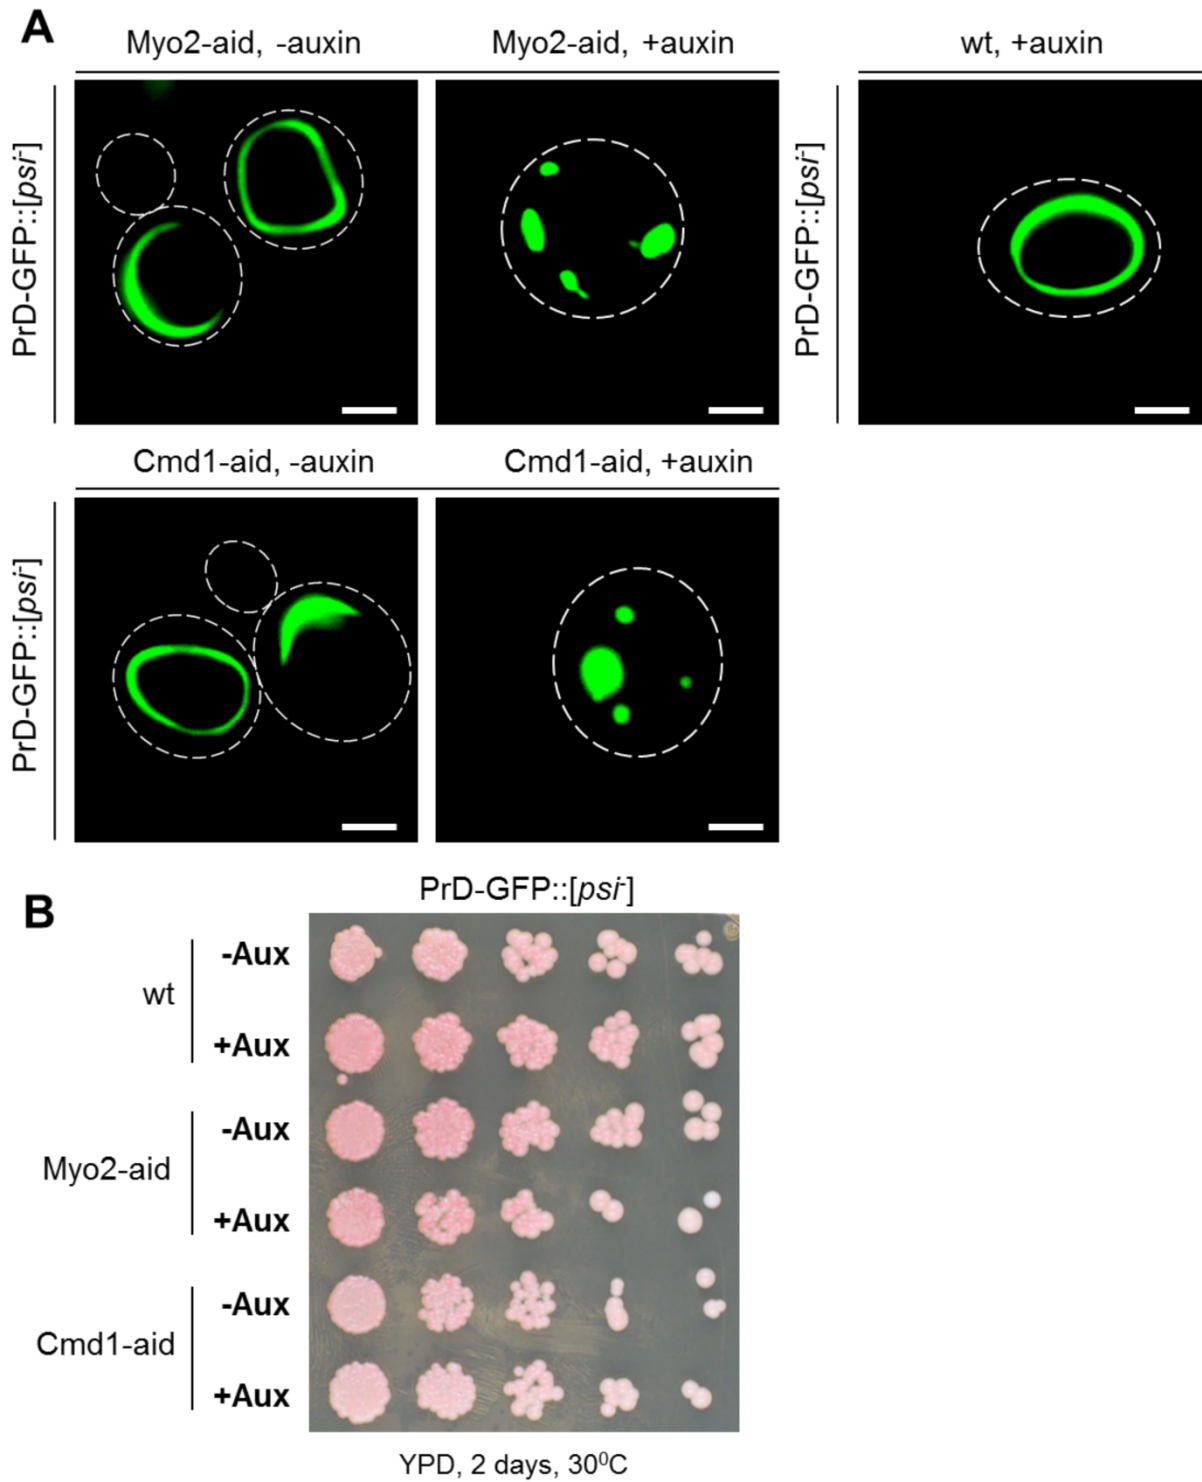 A
Myo2-aid, -auxin
Myo2-aid, +auxin
wt, +auxin
PrD-GFP::[psi-]
PrD-GFP::[psi-]
Cmd1-aid, -auxin
Cmd1-aid, +auxin
PrD-GFP::[psi-]
B
PrD-GFP::[psi-]
wt
-Aux
+Aux
Myo2-aid
-Aux
+Aux
Cmd1-aid
-Aux
+Aux
YPD, 2 days, 30⁰C